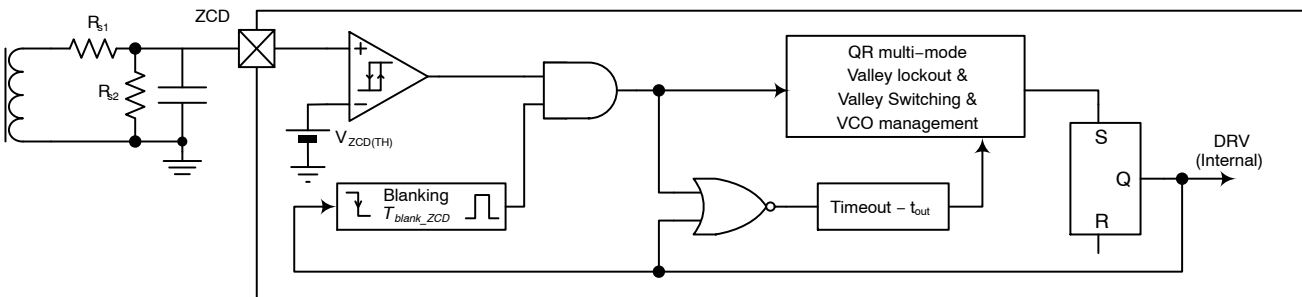 ZCD
Rs1
Rs2
+
−
VZCD(TH)
Blanking
Tblank_ZCD
QR multi−mode
Valley lockout &
Valley Switching &
VCO management
Timeout − tout
S
Q
R
DRV
(Internal)